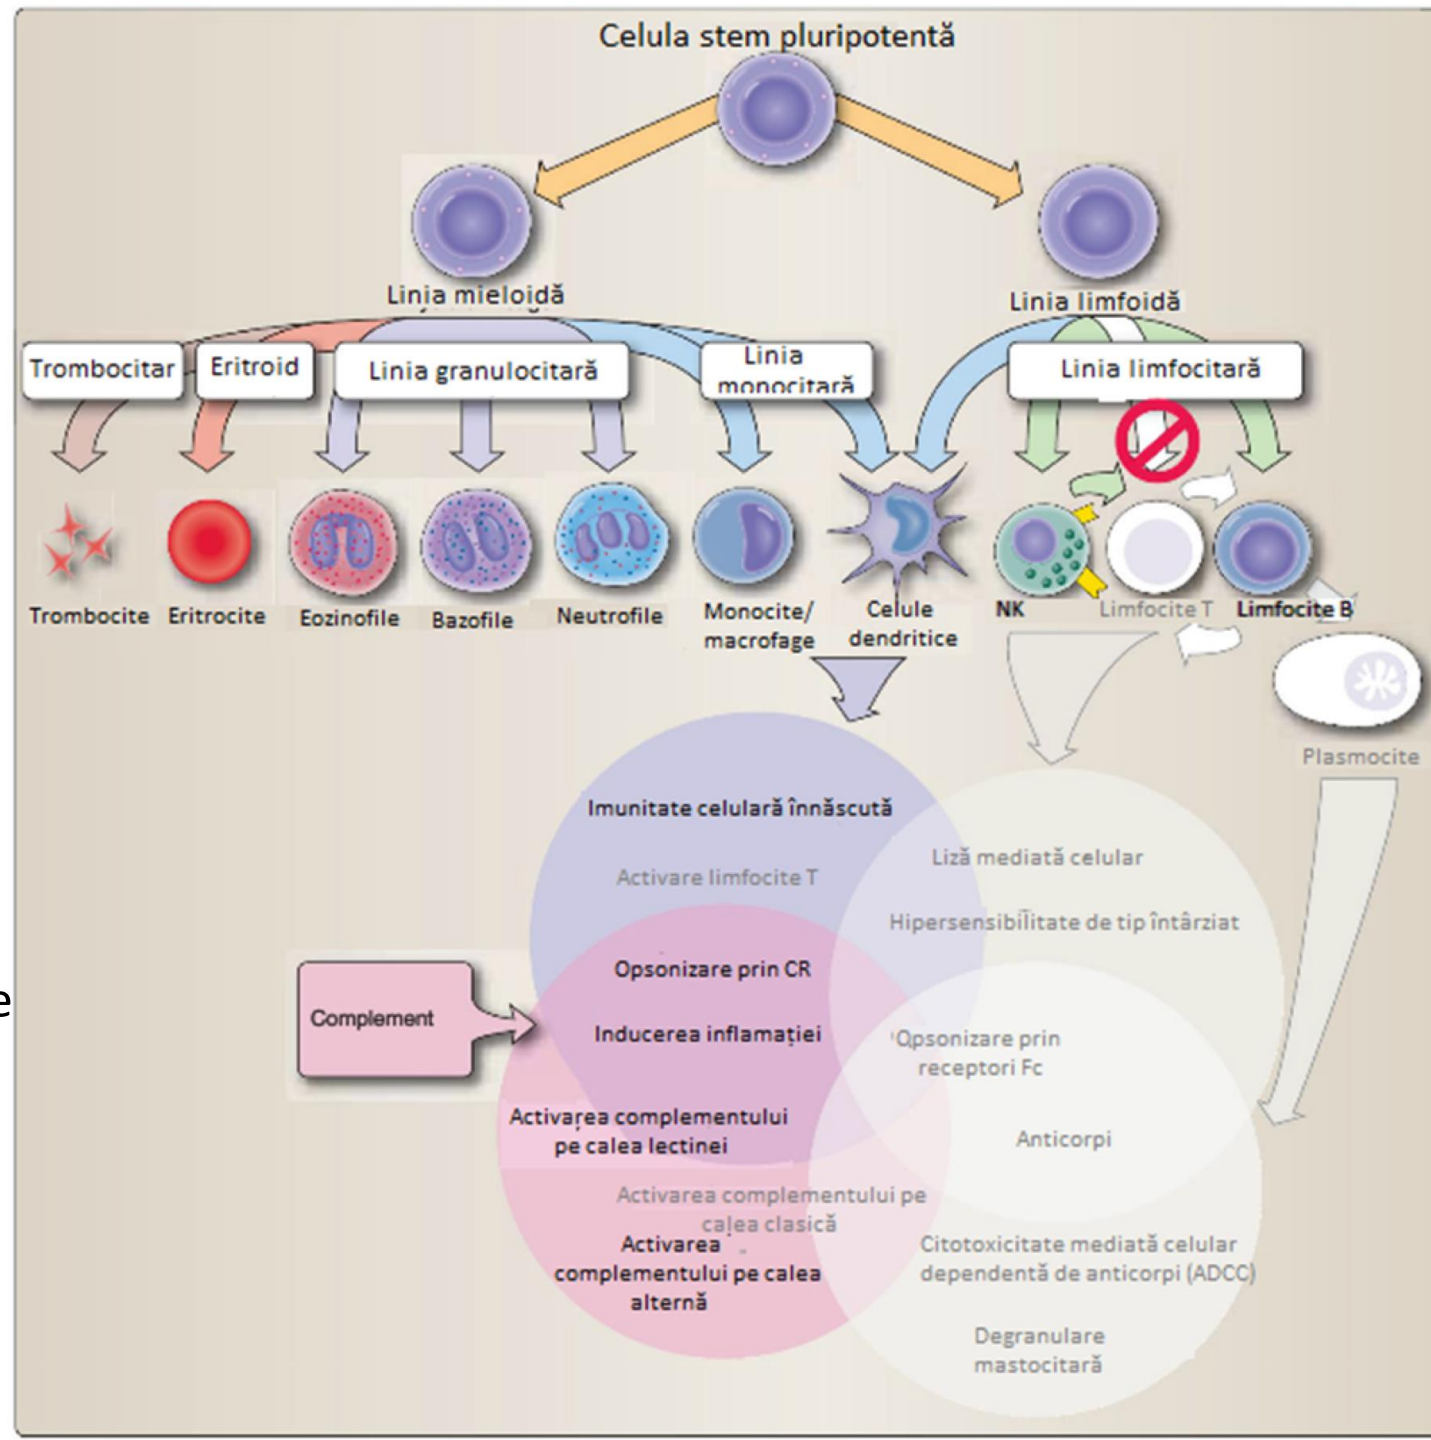 Celula stem pluripotentă
Linia mieloidă
Linia limfoidă
Trombocitar
Eritroid
Linia granulocitară
Linia
monocitară
Linia limfocitară
Trombocite
Eritrocite
Eozinofile
Bazofile
Neutrofile
Monocite/
macrofage
Celule
dendritice
NK
Limfocite T
Limfocite B
Plasmocite
Imunitate celulară înnăscută
Activare limfocite T
Liză mediată celular
Hipersensibilitate de tip întârziat
Opsonizare prin CR
Inducerea inflamației
Complement
e
Opsonizare prin
receptori Fc
Activarea complementului
pe calea lectinei
Anticorpi
Activarea complementului pe
calea clasică
Activarea
complementului pe calea
alternă
Citotoxicitate mediată celular
dependentă de anticorpi (ADCC)
Degranulare
mastocitară